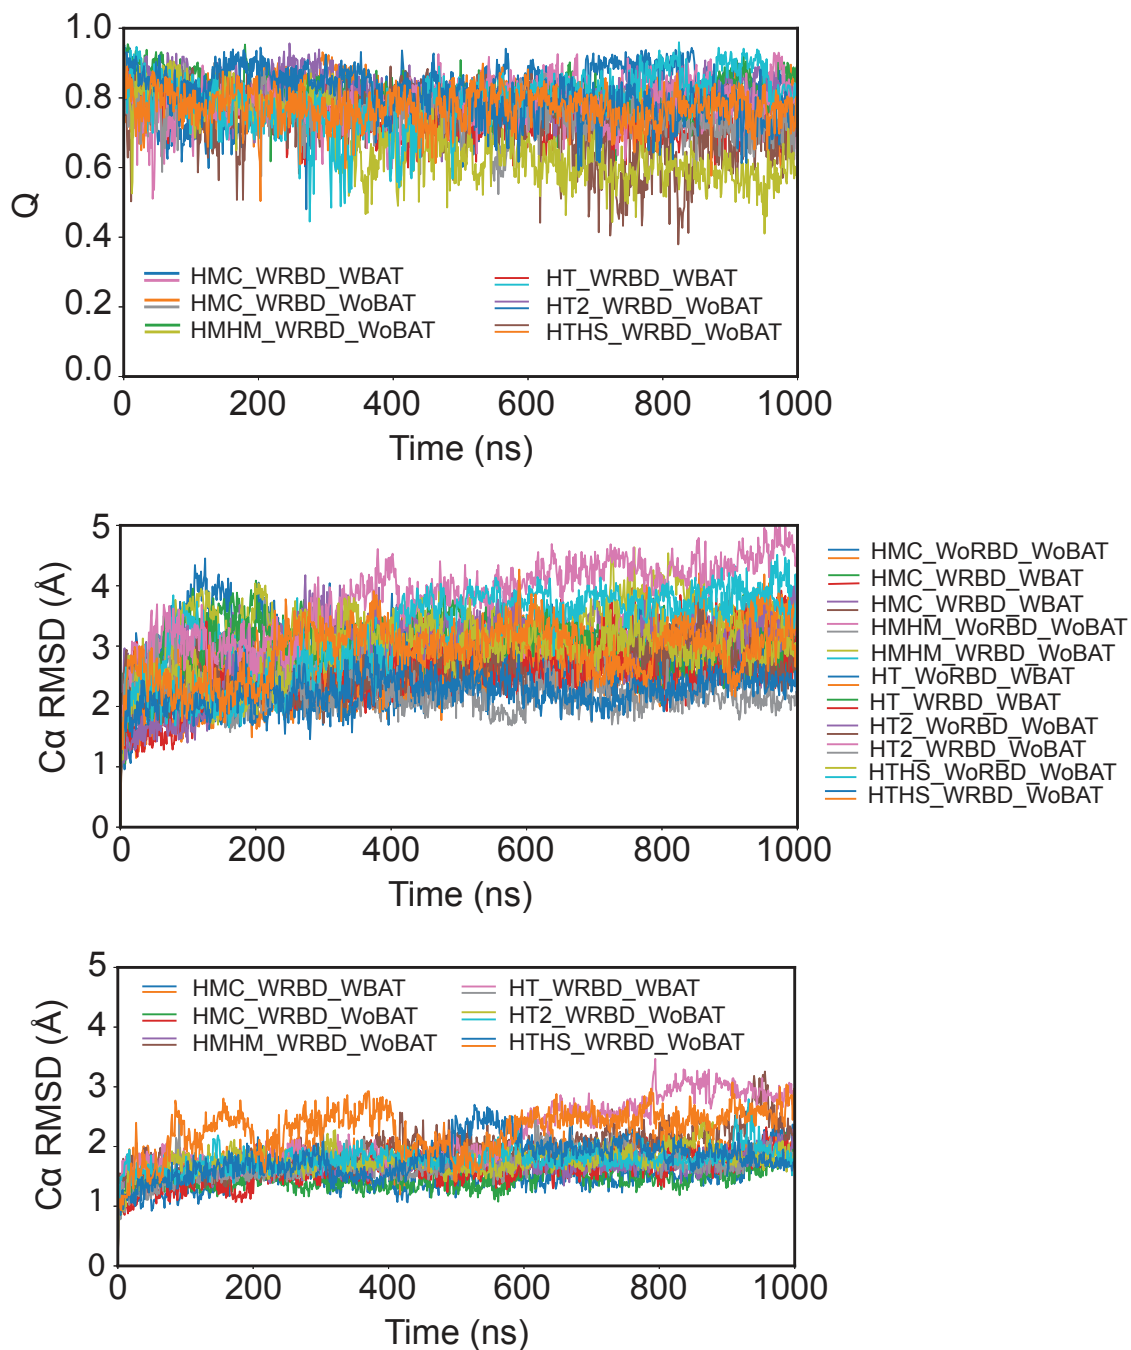 1.0
0.8
0.6
0.4
0.2
0.0
Q
HMC_WRBD_WBAT
HMC_WRBD_WoBAT
HMHM_WRBD_WoBAT
HT_WRBD_WBAT
HT2_WRBD_WoBAT
HTHS_WRBD_WoBAT
0 200 400 600 800 1000
Time (ns)
5
4
3
2
1
0
Cα RMSD (Å)
0 200 400 600 800 1000
Time (ns)
HMC_WoRBD_WoBAT
HMC_WRBD_WBAT
HMC_WRBD_WBAT
HMHM_WoRBD_WoBAT
HMHM_WRBD_WoBAT
HT_WoRBD_WBAT
HT_WRBD_WBAT
HT2_WoRBD_WoBAT
HT2_WRBD_WoBAT
HTHS_WoRBD_WoBAT
HTHS_WRBD_WoBAT
5
4
3
2
1
0
Cα RMSD (Å)
HMC_WRBD_WBAT
HMC_WRBD_WoBAT
HMHM_WRBD_WoBAT
HT_WRBD_WBAT
HT2_WRBD_WoBAT
HTHS_WRBD_WoBAT
0 200 400 600 800 1000
Time (ns)